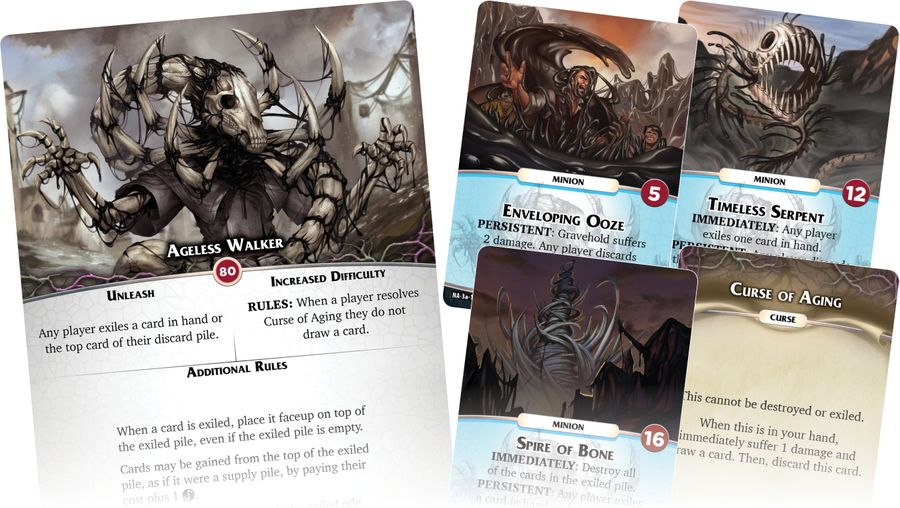 Ageless Walker
80
Unleash
Any player exiles a card in hand or
the top card of their discard pile.
Increased Difficulty
RULES: When a player resolves
Curse of Aging they do not
draw a card.
Additional Rules
When a card is exiled, place it faceup on top of
the exiled pile, even if the exiled pile is empty.
Cards may be gained from the top of the exiled
pile, as if it were a supply pile, by paying their
cost plus 1
MINION
5
Enveloping Ooze
PERSISTENT: Gravehold suffers
2 damage. Any player discards
NA-3a-1
MINION
12
Timeless Serpent
IMMEDIATELY: Any player
exiles one card in hand.
PERSISTENT:
MINION
16
Spire of Bone
IMMEDIATELY: Destroy all
of the cards in the exiled pile.
PERSISTENT: Any player exiles
a card in hand
Curse of Aging
CURSE
This cannot be destroyed or exiled.
When this is in your hand,
immediately suffer 1 damage and
draw a card. Then, discard this card.